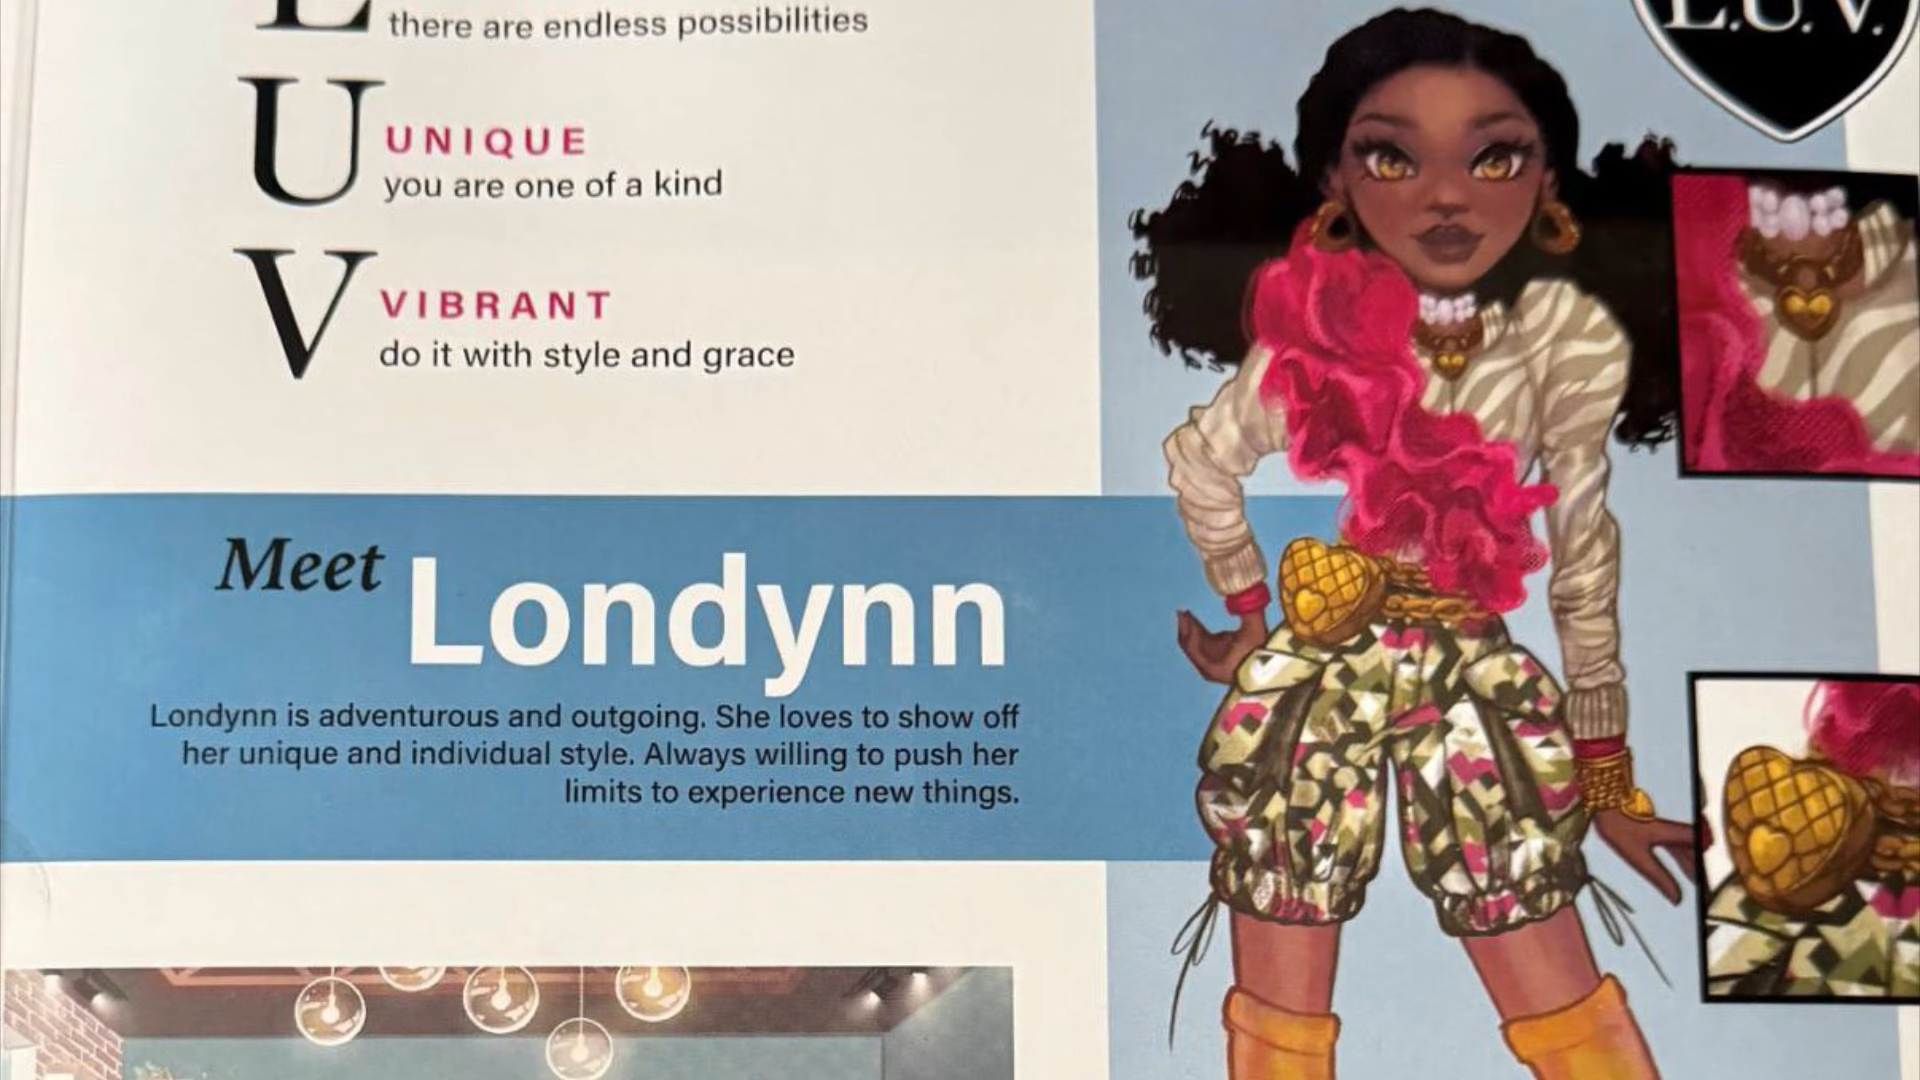 L there are endless possibilities
U UNIQUE
you are one of a kind
V VIBRANT
do it with style and grace
L.U.V.
Meet Londynn
Londynn is adventurous and outgoing. She loves to show off
her unique and individual style. Always willing to push her
limits to experience new things.